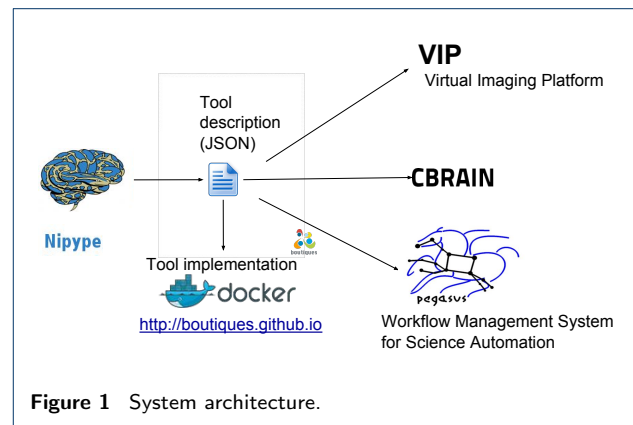 VIP
Virtual Imaging Platform
Tool
description
(JSON)
CBRAIN
Nipype
boutiques
Tool implementation
docker
http://boutiques.github.io
pegasus
Workflow Management System
for Science Automation
Figure 1 System architecture.